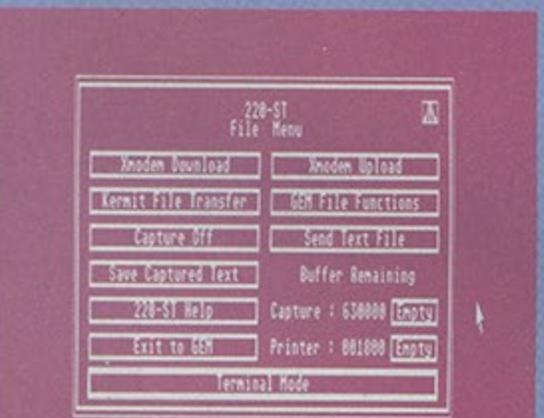 220-ST
File Menu
Xmodem Download
Xmodem Upload
Kermit File Transfer
GEM File Functions
Capture Off
Send Text File
Save Captured Text
Buffer Remaining
220-ST Help
Capture : 630000 Empty
Exit to GEM
Printer : 001800 Empty
Terminal Mode